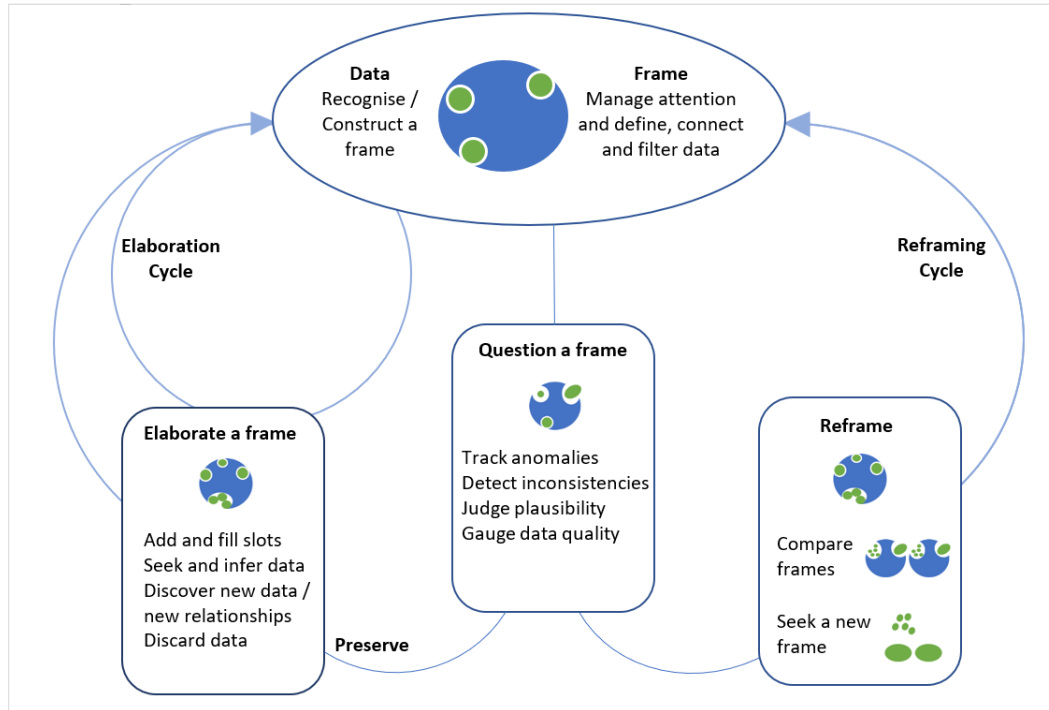 Data
Recognise /
Construct a
frame
Frame
Manage attention
and define, connect
and filter data
Elaboration
Cycle
Reframing
Cycle
Question a frame
Track anomalies
Detect inconsistencies
Judge plausibility
Gauge data quality
Elaborate a frame
Add and fill slots
Seek and infer data
Discover new data /
new relationships
Discard data
Preserve
Reframe
Compare
frames
Seek a new
frame